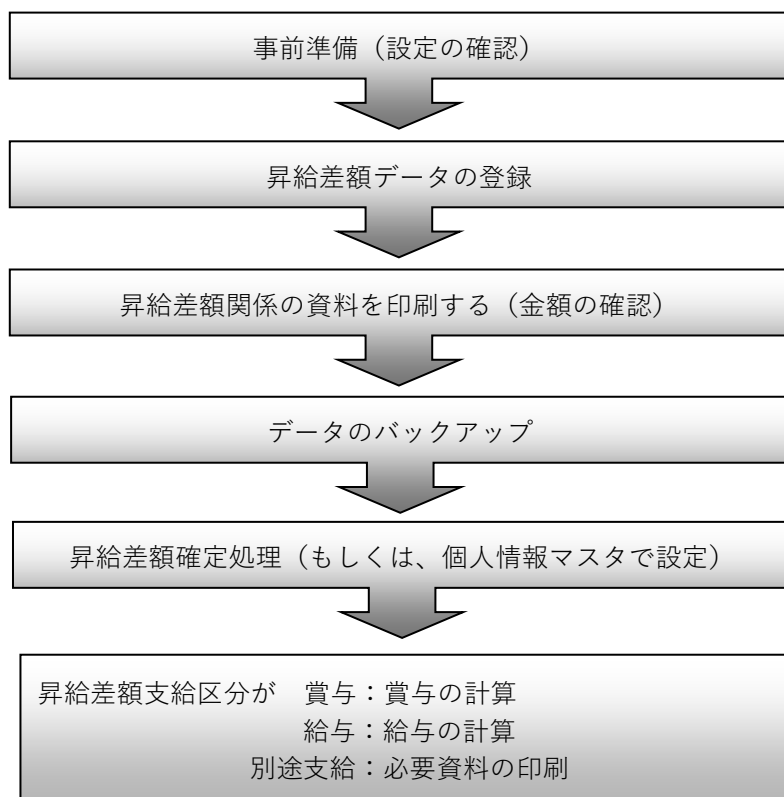 事前準備（設定の確認）
昇給差額データの登録
昇給差額関係の資料を印刷する（金額の確認）
データのバックアップ
昇給差額確定処理（もしくは、個人情報マスタで設定）
昇給差額支給区分が　賞与：賞与の計算
給与：給与の計算
別途支給：必要資料の印刷